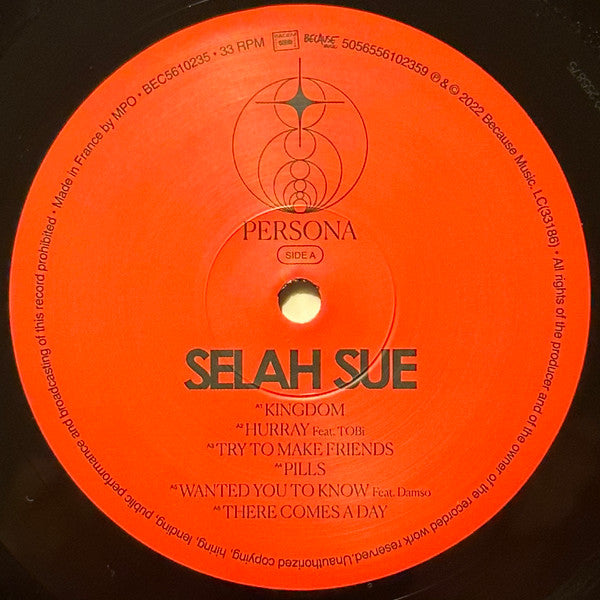 Made in France by MPO • BEC5610235 • 33 RPM
BECAUSE
5056556102359 ℗ & © 2022 Because Music, LC(33186) • All rights of the producer and of the owner of the recorded work reserved. Unauthorized copying, hiring, lending, public performance and broadcasting of this record prohibited •
PERSONA
SIDE A
SELAH SUE
A1 KINGDOM
A2 HURRAY Feat. TOBi
A3 TRY TO MAKE FRIENDS
A4 PILLS
A5 WANTED YOU TO KNOW Feat. Damso
A6 THERE COMES A DAY